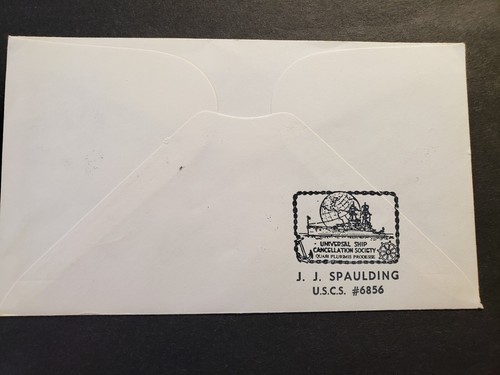 UNIVERSAL SHIP
CANCELLATION SOCIETY
QUAM PLURIMIS PRODESSE
J. J. SPAULDING
U.S.C.S. #6856